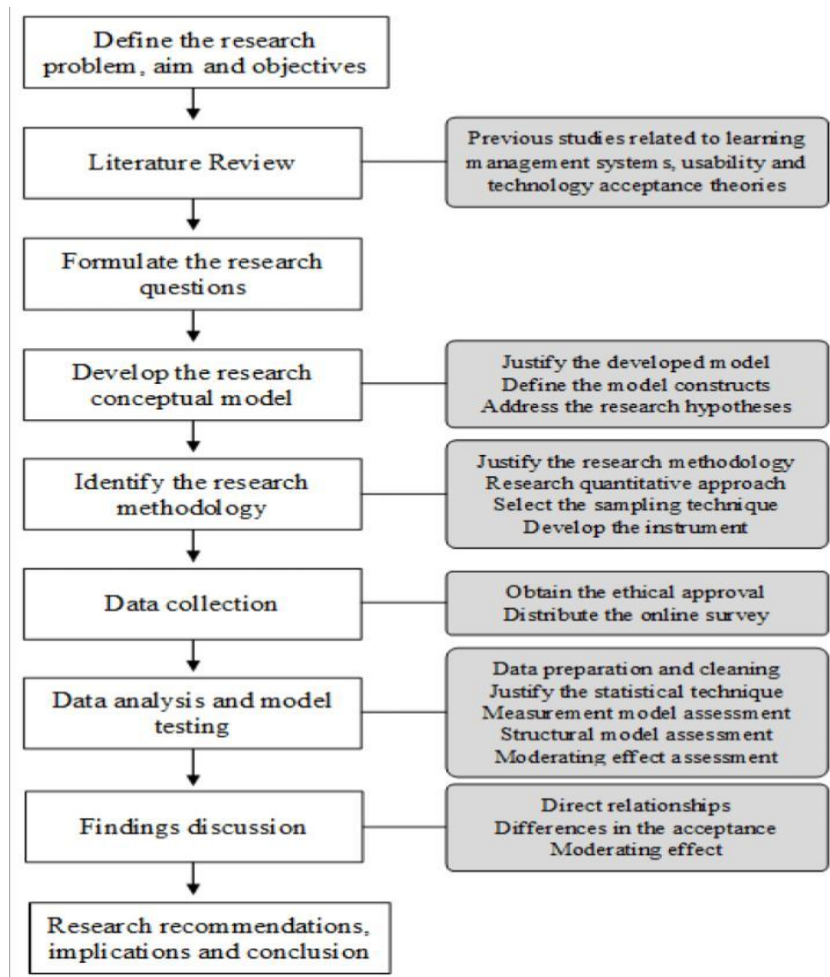 Define the research
problem, aim and objectives
Literature Review
Previous studies related to learning
management systems, usability and
technology acceptance theories
Formulate the research
questions
Develop the research
conceptual model
Justify the developed model
Define the model constructs
Address the research hypotheses
Identify the research
methodology
Justify the research methodology
Research quantitative approach
Select the sampling technique
Develop the instrument
Data collection
Obtain the ethical approval
Distribute the online survey
Data analysis and model
testing
Data preparation and cleaning
Justify the statistical technique
Measurement model assessment
Structural model assessment
Moderating effect assessment
Findings discussion
Direct relationships
Differences in the acceptance
Moderating effect
Research recommendations,
implications and conclusion